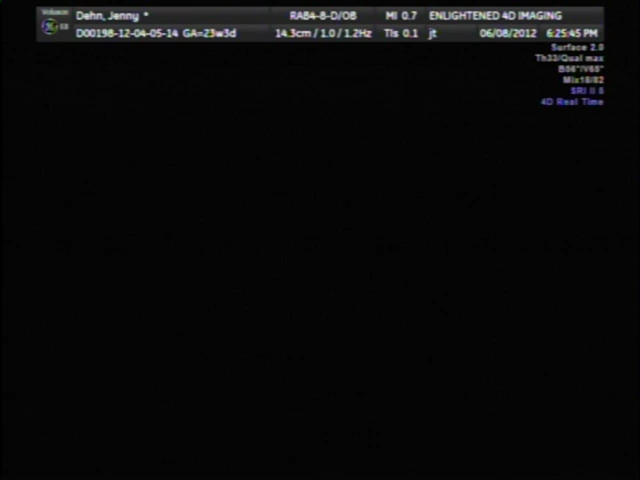 Voluson Dehn, Jenny * RAB4-8-D/OB MI 0.7 ENLIGHTENED 4D IMAGING
E8 D00198-12-04-05-14 GA=23w3d 14.3cm / 1.0 / 1.2Hz TIs 0.1 jt 06/08/2012 6:25:45 PM
Surface 2.0
Th33/Qual max
B56°/V65°
Mix18/82
SRI II 5
4D Real Time